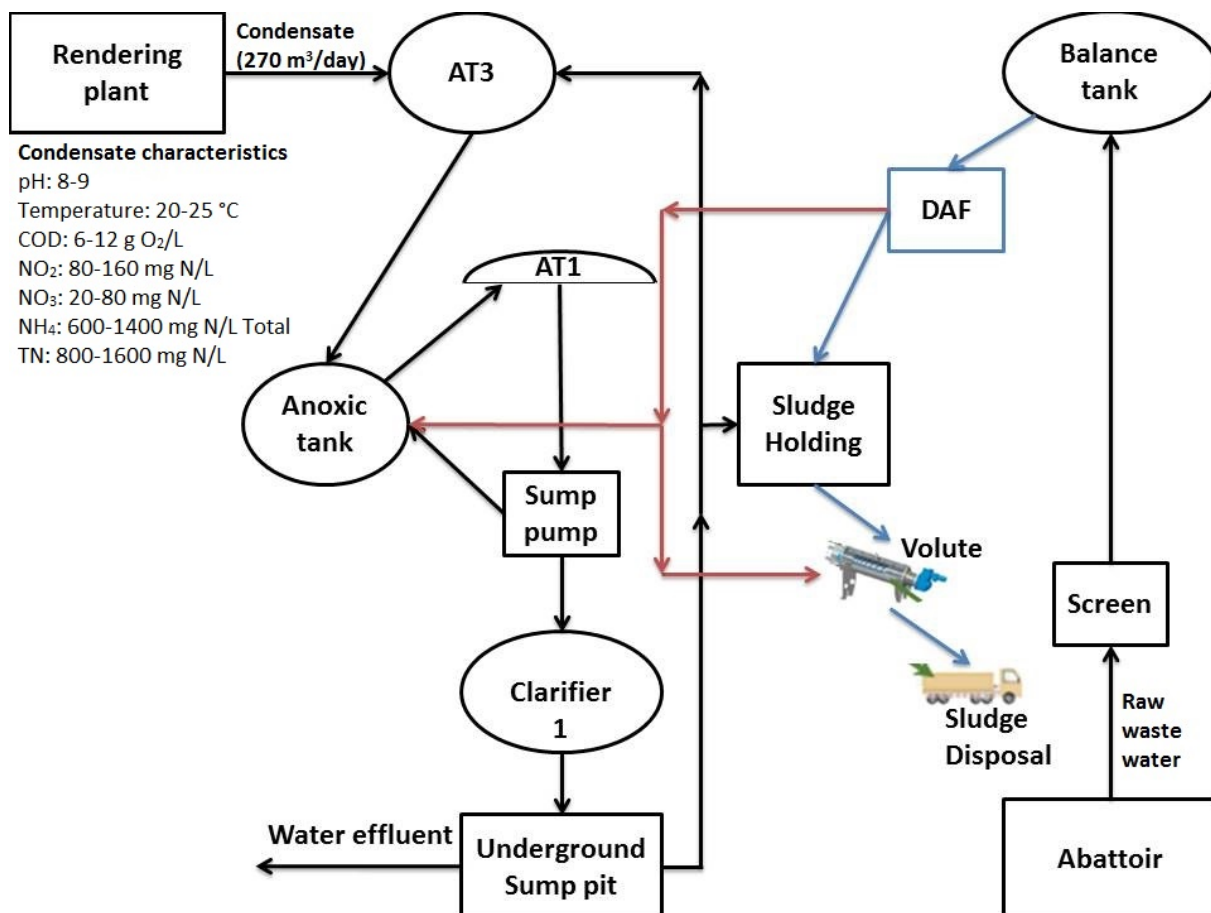 Rendering
plant
Condensate
(270 m³/day)
AT3
Balance
tank
Condensate characteristics
pH: 8-9
Temperature: 20-25 °C
COD: 6-12 g O₂/L
NO₂: 80-160 mg N/L
NO₃: 20-80 mg N/L
NH₄: 600-1400 mg N/L Total
TN: 800-1600 mg N/L
DAF
AT1
Anoxic
tank
Sludge
Holding
Sump
pump
Volute
Screen
Clarifier
1
Sludge
Disposal
Raw
waste
water
Water effluent
Underground
Sump pit
Abattoir